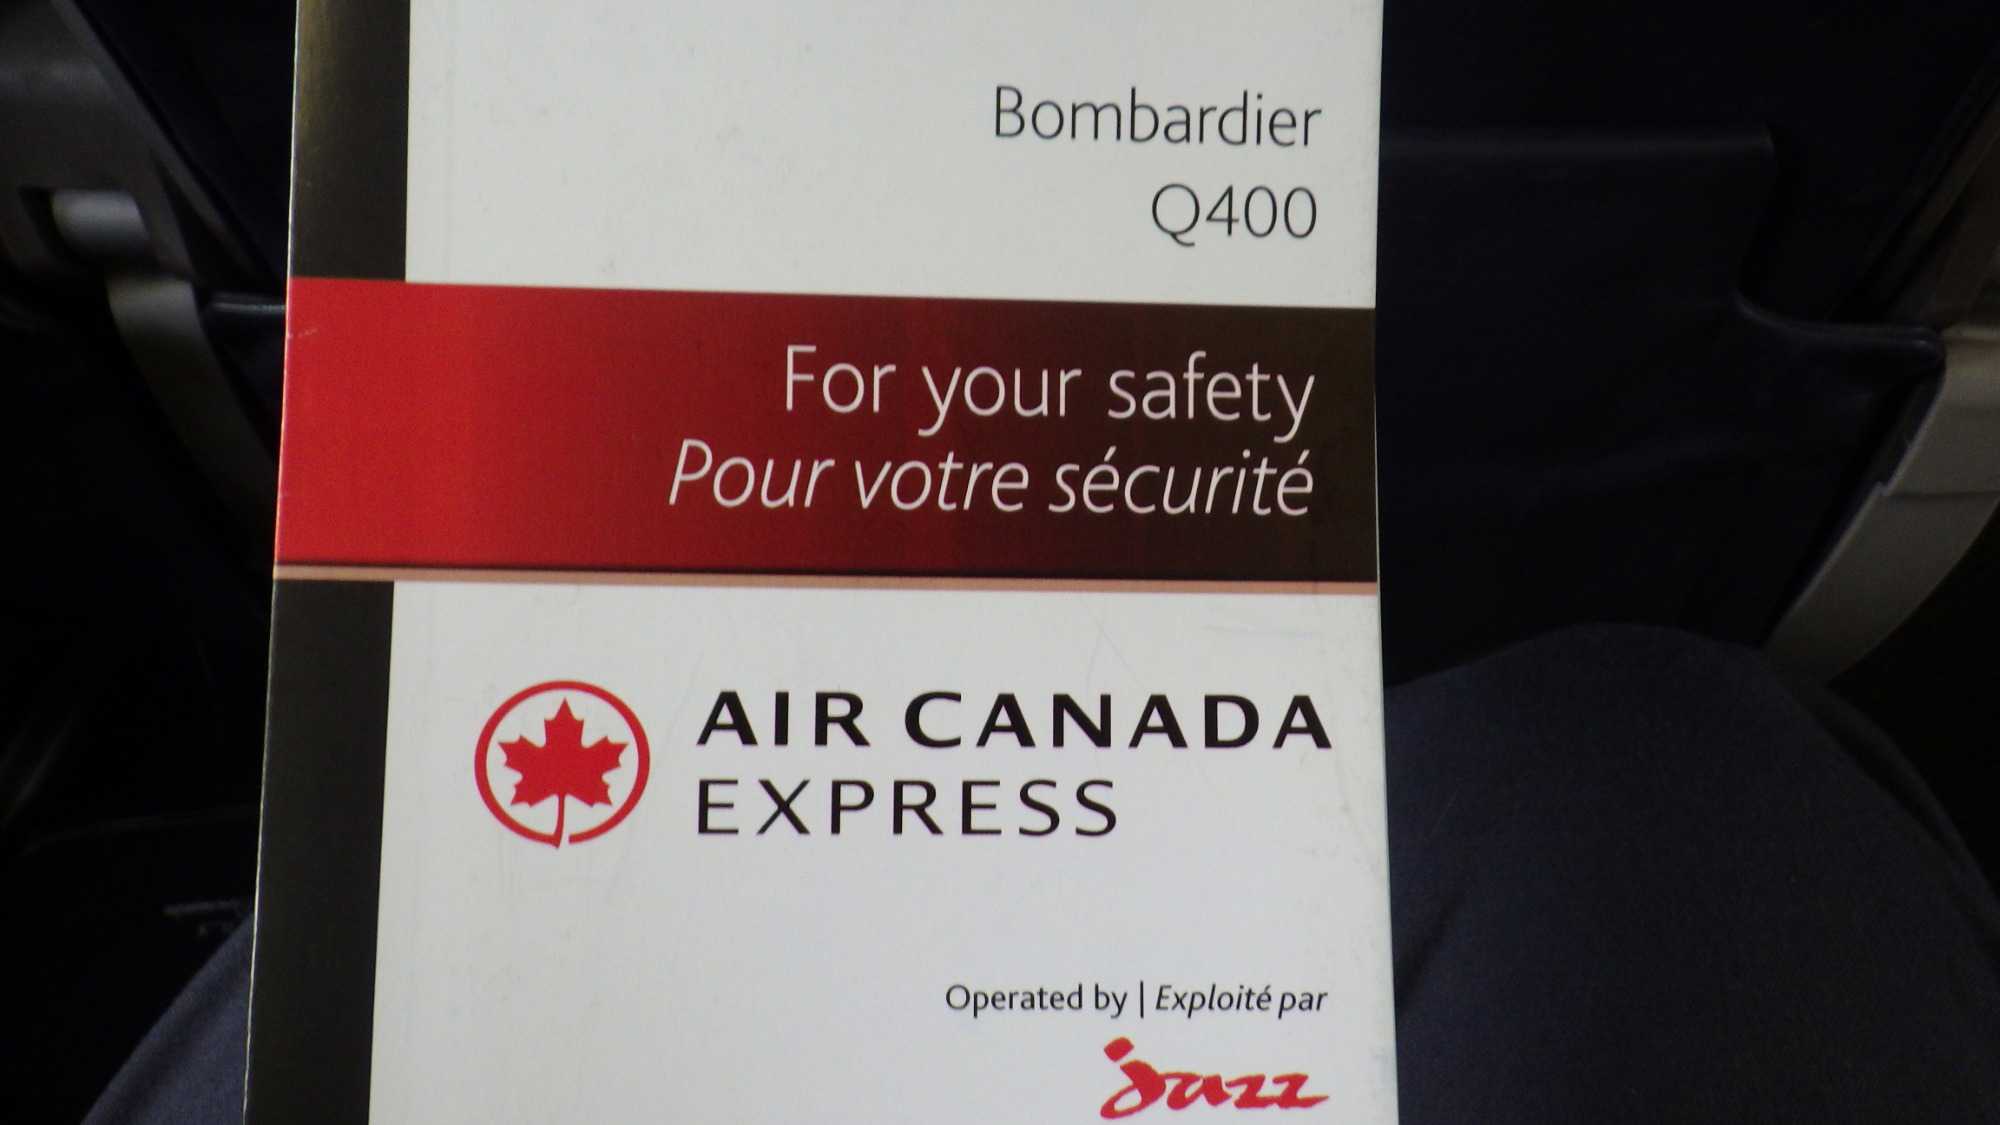 Bombardier
Q400
For your safety
Pour votre sécurité
AIR CANADA
EXPRESS
Operated by | Exploité par
Jazz